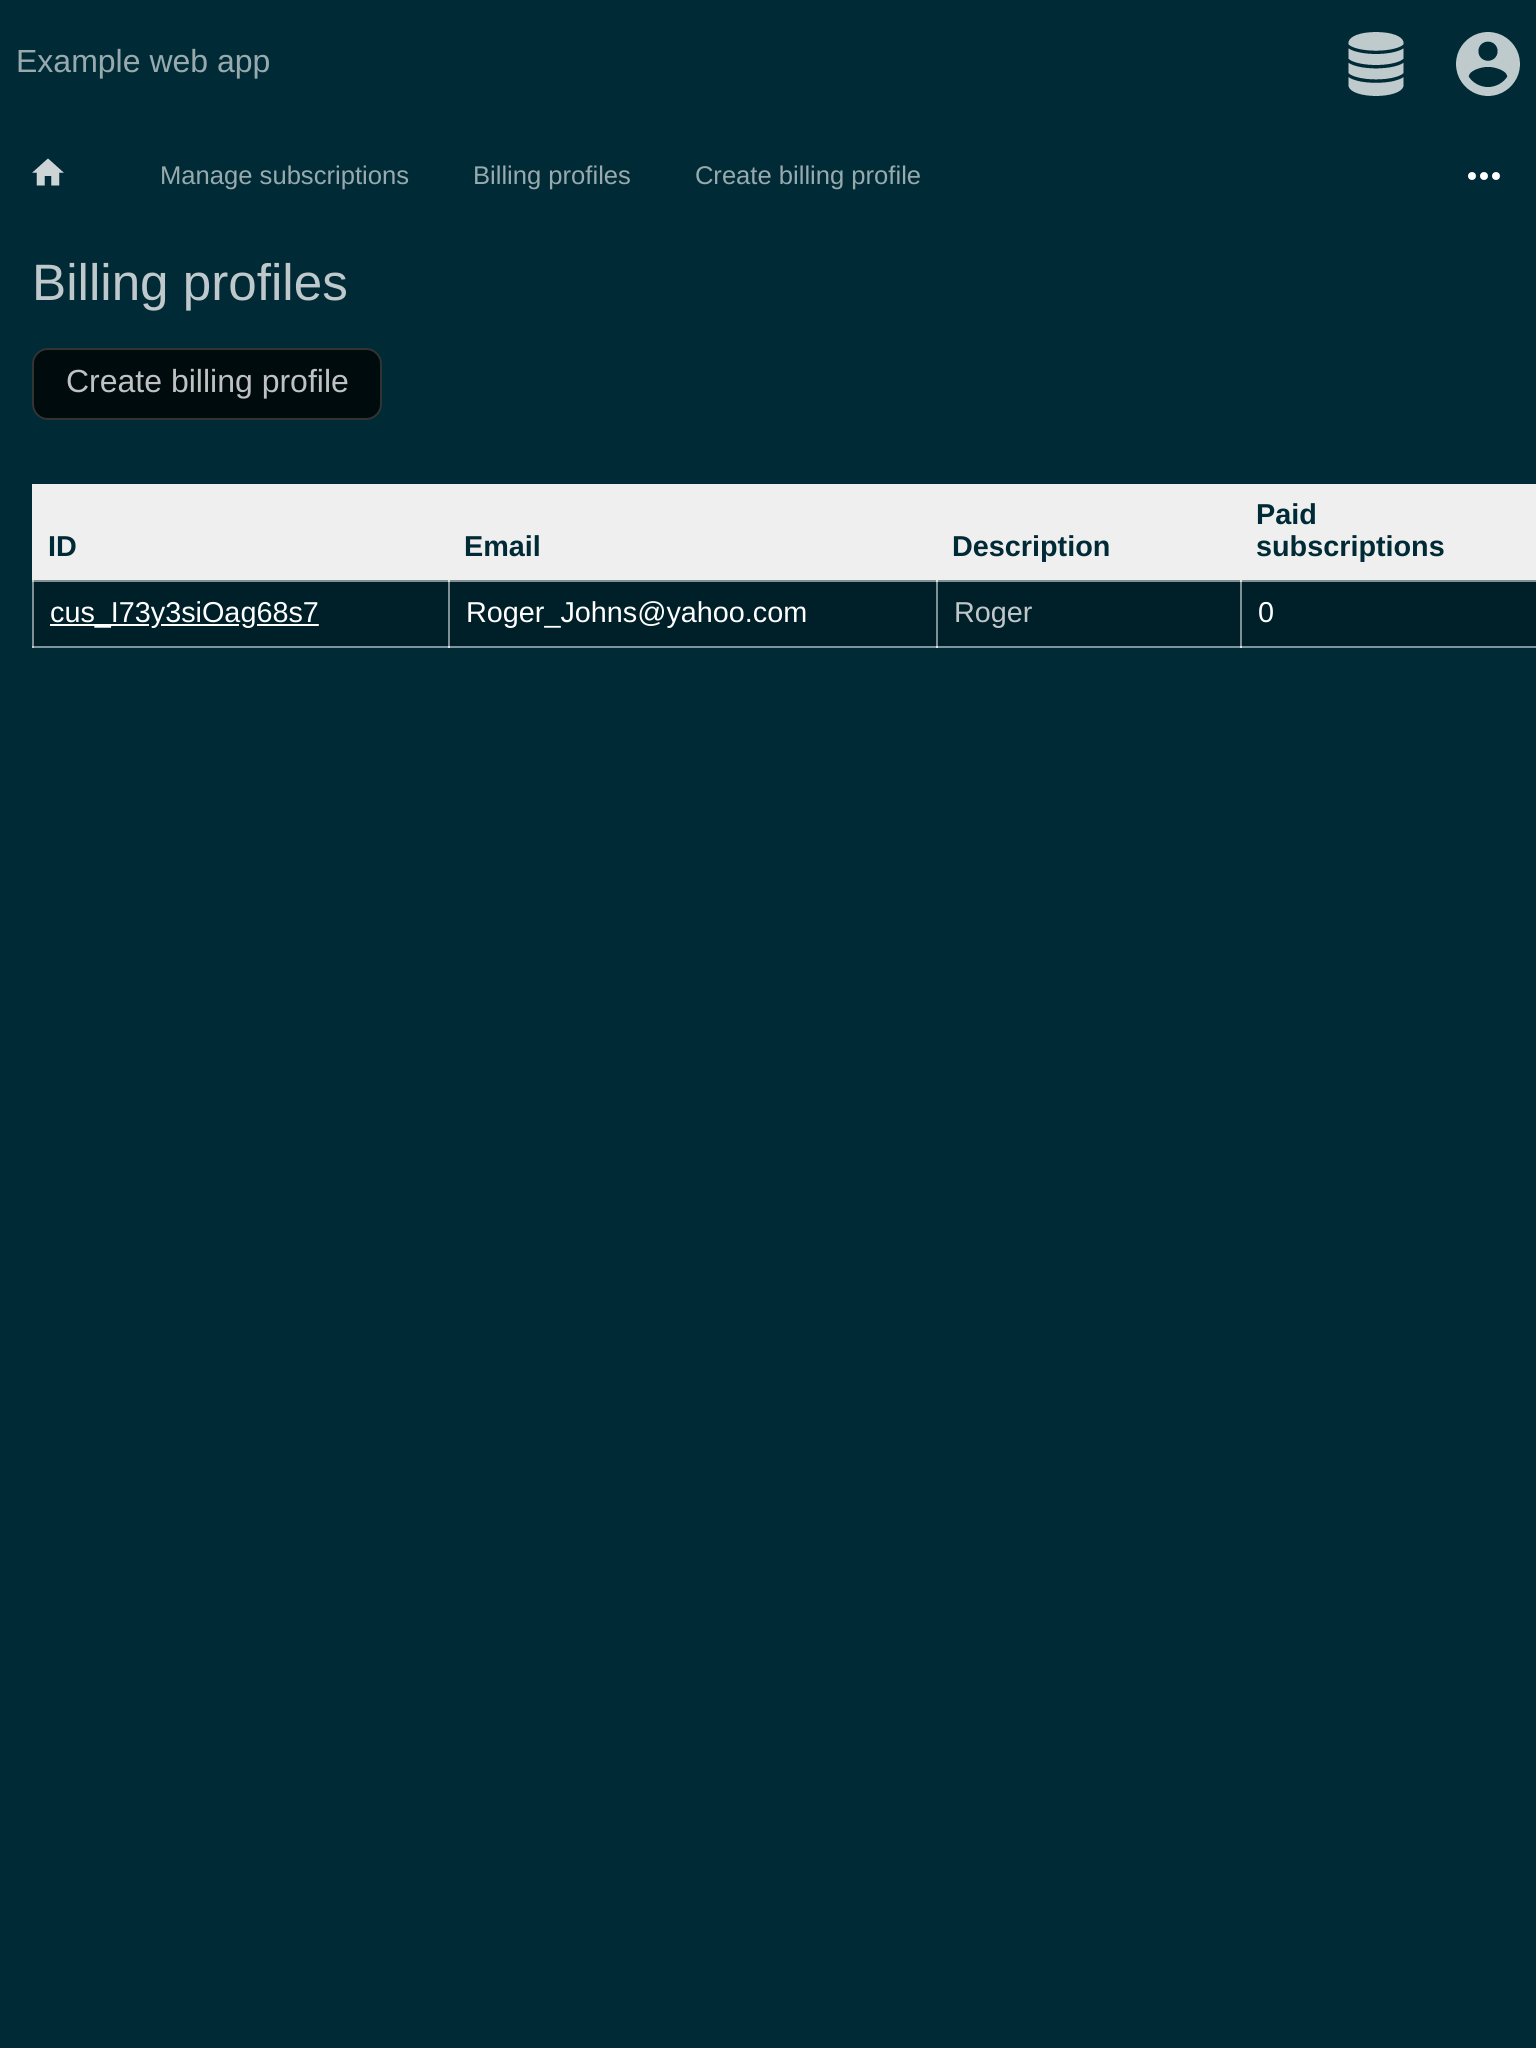 Example web app
Manage subscriptions Billing profiles Create billing profile
Billing profiles
Create billing profile
ID Email Description Paid subscriptions
cus_I73y3siOag68s7 Roger_Johns@yahoo.com Roger 0